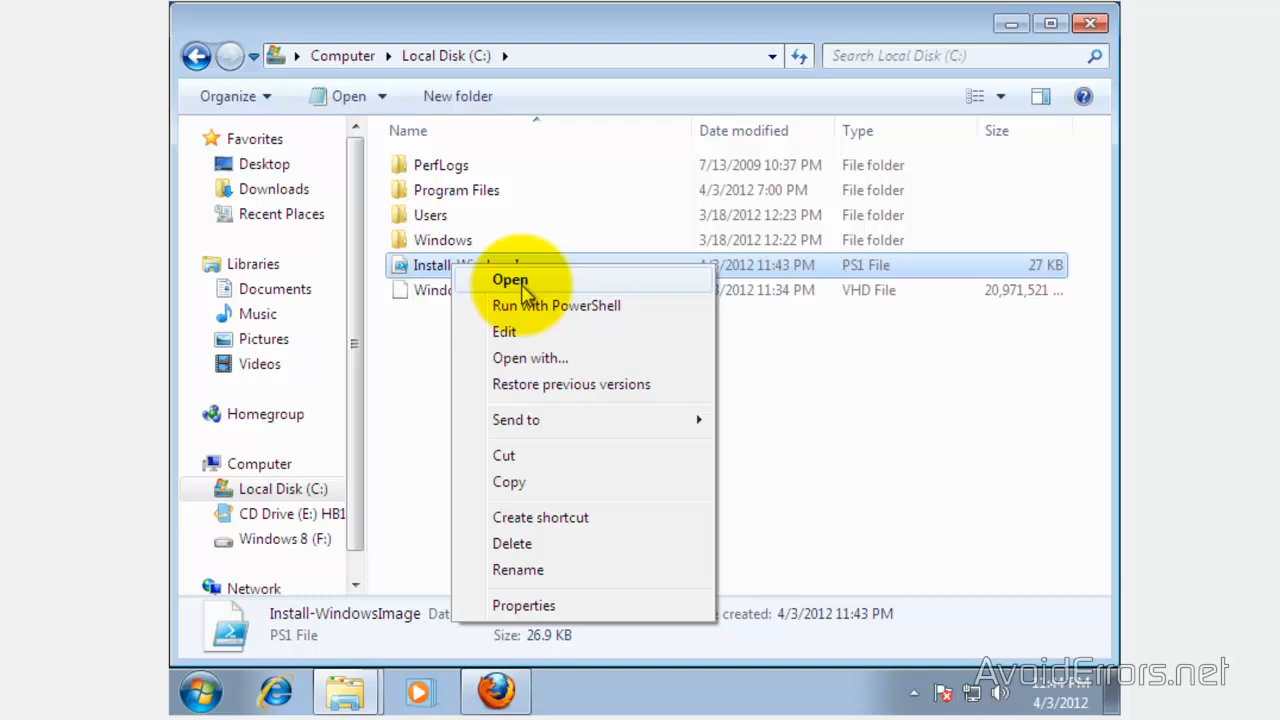 Computer
Local Disk (C:)
Search Local Disk (C:)
Organize
Open
New folder
Name
Date modified
Type
Size
Favorites
Desktop
Downloads
Recent Places
Libraries
Documents
Music
Pictures
Videos
Homegroup
Computer
Local Disk (C:)
CD Drive (E:) HB1
Windows 8 (F:)
Network
PerfLogs 7/13/2009 10:37 PM File folder
Program Files 4/3/2012 7:00 PM File folder
Users 3/18/2012 12:23 PM File folder
Windows 3/18/2012 12:22 PM File folder
Install 4/3/2012 11:43 PM PS1 File 27 KB
Windo 3/2012 11:34 PM VHD File 20,971,521 ...
Open
Run with PowerShell
Edit
Open with...
Restore previous versions
Send to
Cut
Copy
Create shortcut
Delete
Rename
Properties
Install-WindowsImage Dat e created: 4/3/2012 11:43 PM
PS1 File Size: 26.9 KB
AvoidErrors.net
11:44 PM
4/3/2012